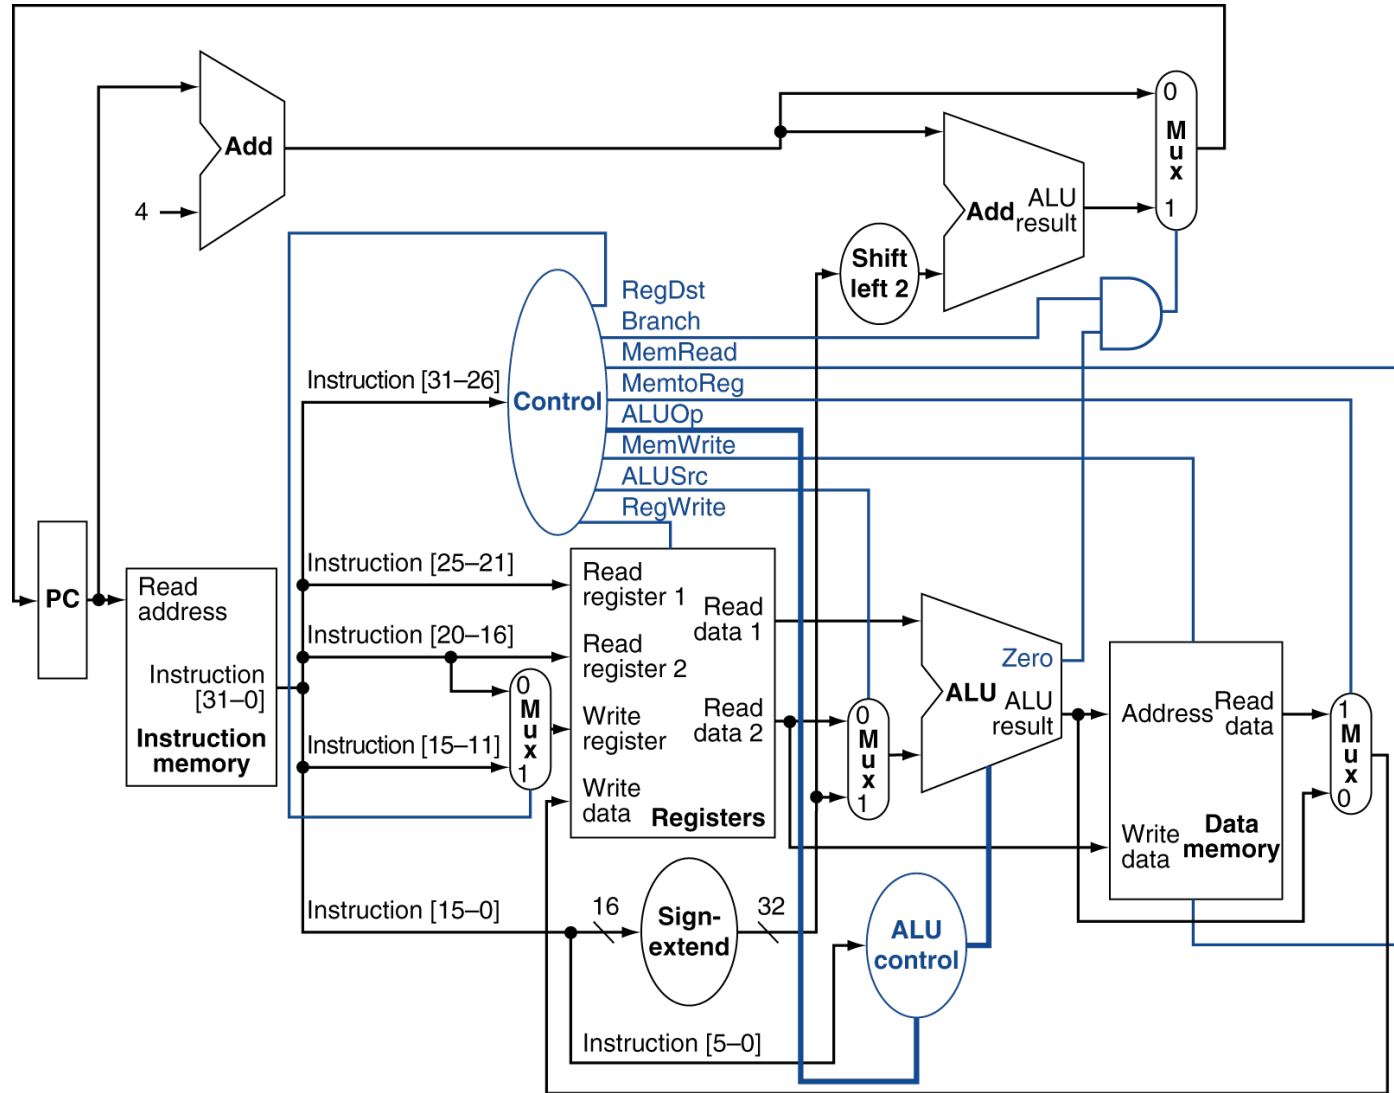 Add
4
0
M
u
x
1
Add
ALU
result
Shift
left 2
RegDst
Branch
MemRead
MemtoReg
ALUOp
MemWrite
ALUSrc
RegWrite
Control
Instruction [31–26]
Instruction [25–21]
Instruction [20–16]
Instruction [15–11]
Instruction [15–0]
Instruction [5–0]
PC
Read
address
Instruction
[31–0]
Instruction
memory
0
M
u
x
1
Read
register 1
Read
register 2
Write
register
Write
data
Read
data 1
Read
data 2
Registers
0
M
u
x
1
Zero
ALU
ALU
result
Address
Read
data
Write
data
Data
memory
1
M
u
x
0
16
Sign-
extend
32
ALU
control